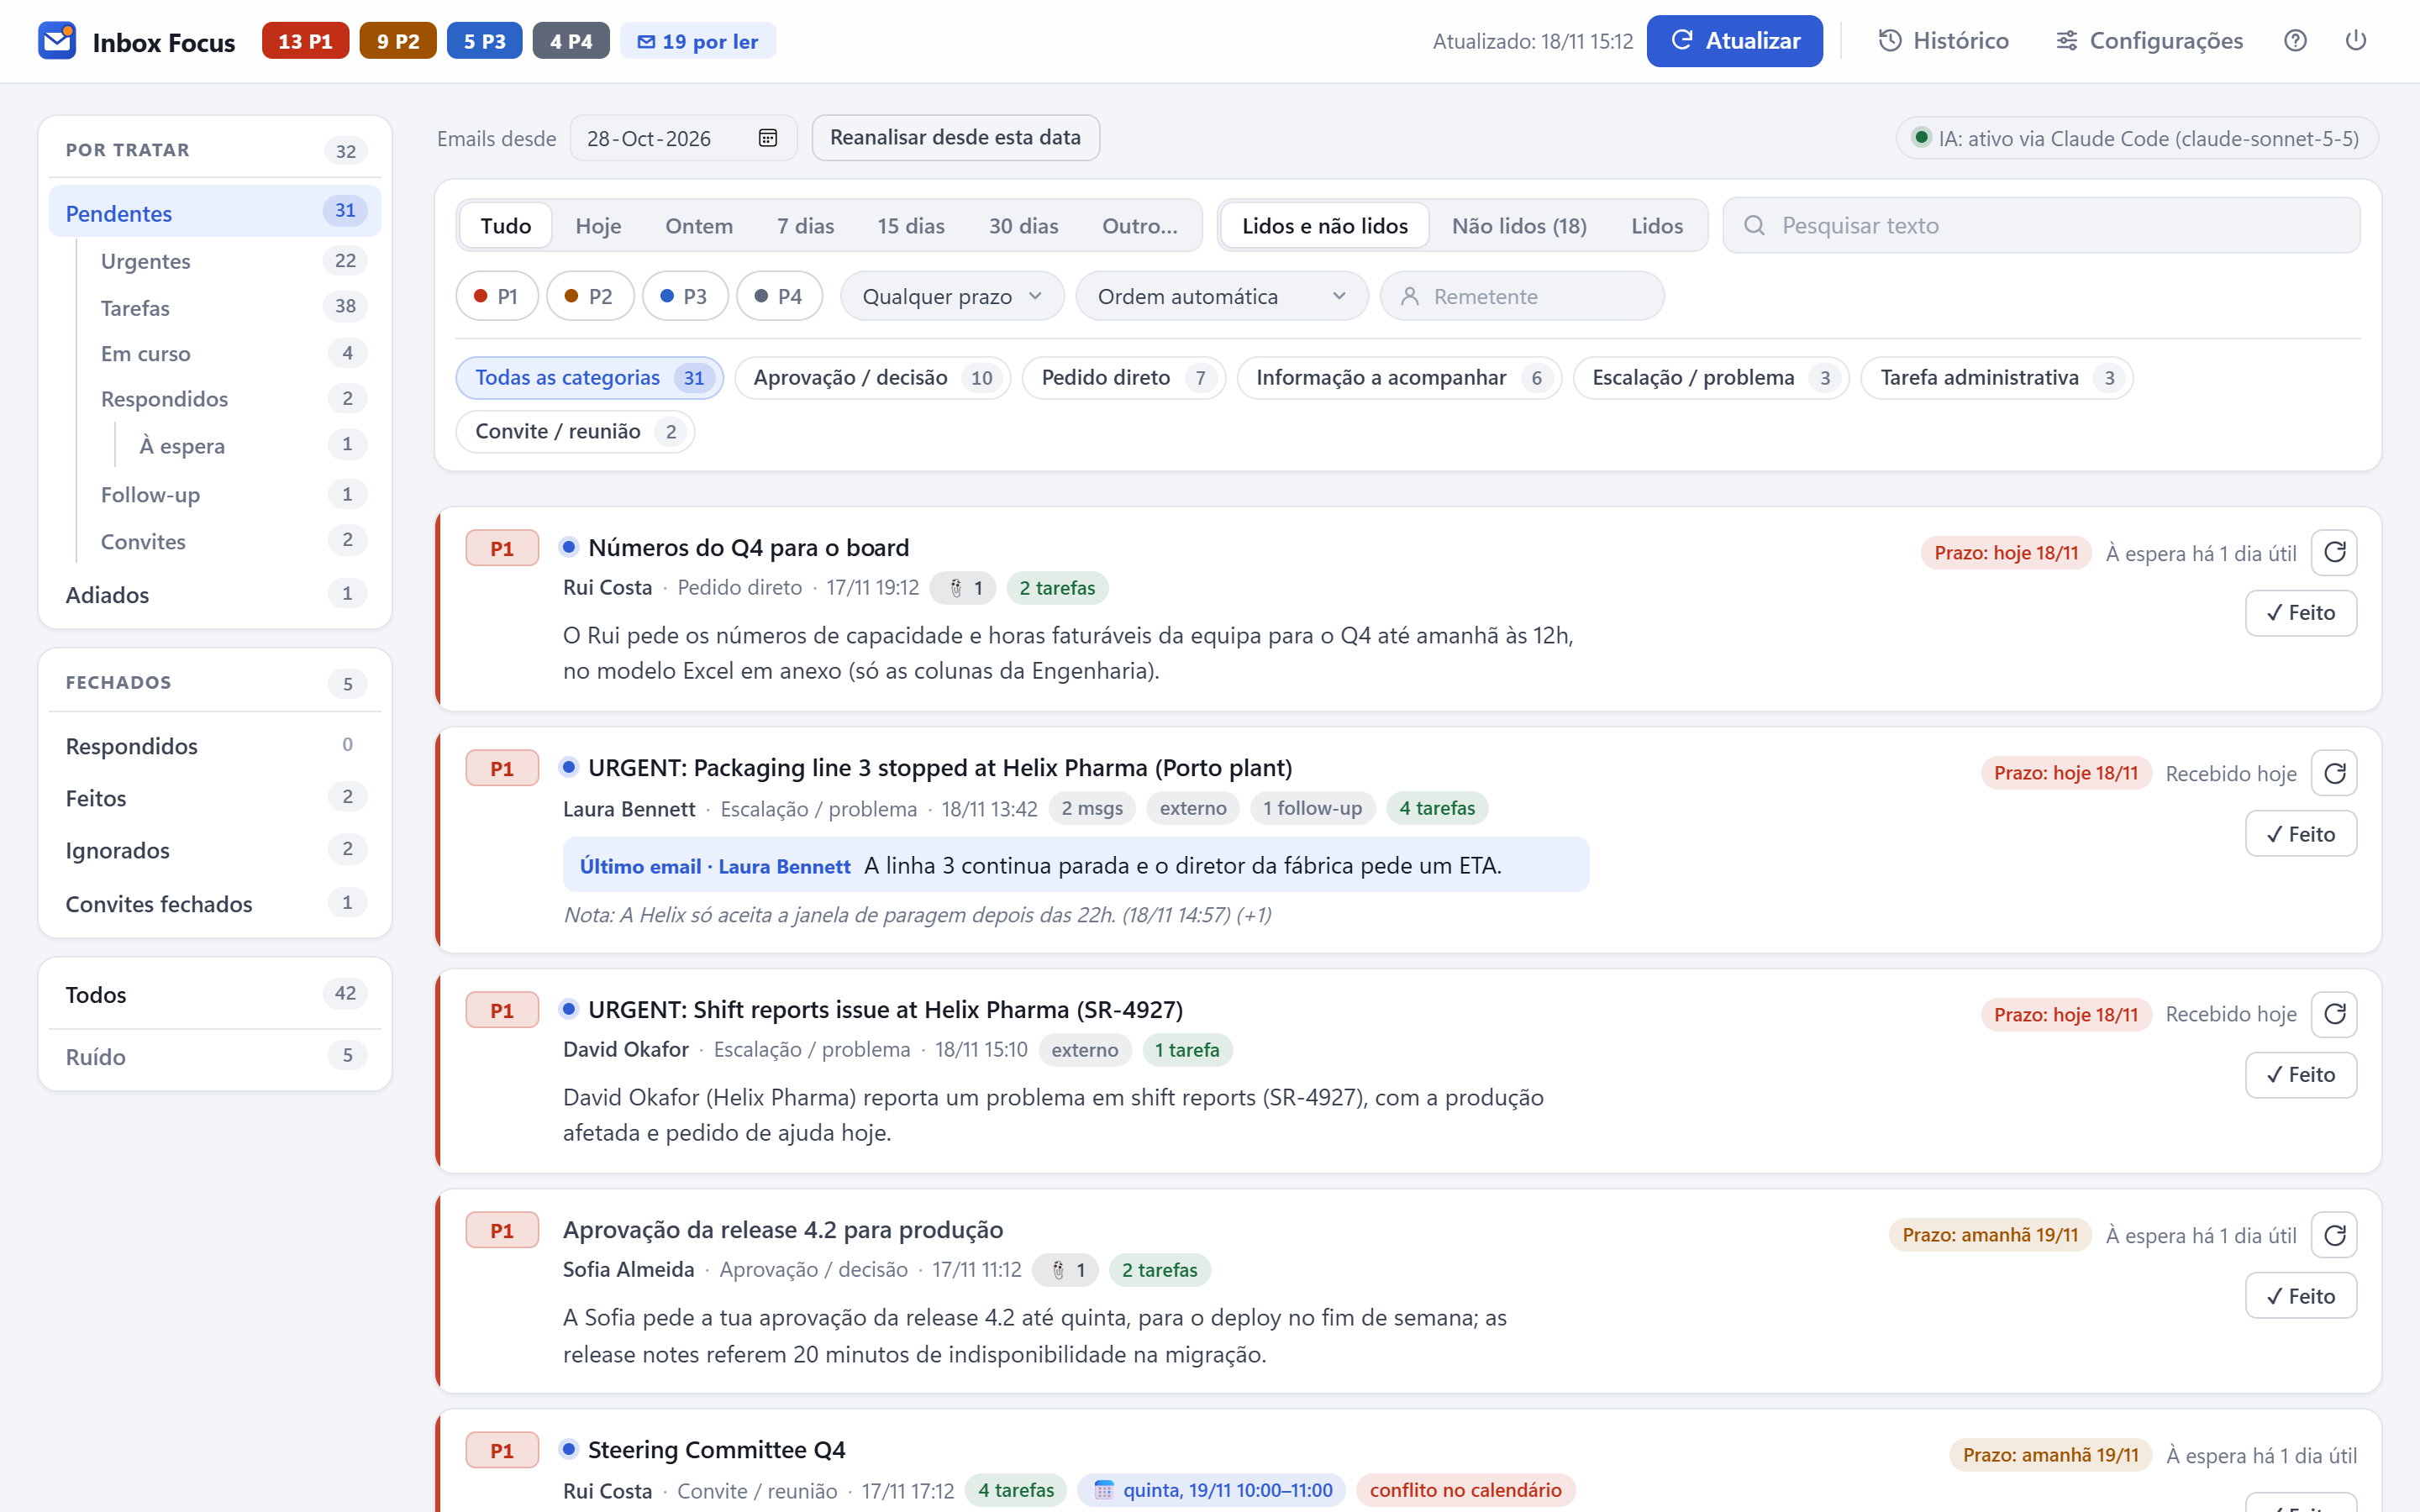 Inbox Focus 13 P1 9 P2 5 P3 4 P4 19 por ler Atualizado: 18/11 15:12 Atualizar Histórico Configurações
POR TRATAR 32
Pendentes 31
Urgentes 22
Tarefas 38
Em curso 4
Respondidos 2
À espera 1
Follow-up 1
Convites 2
Adiados 1
FECHADOS 5
Respondidos 0
Feitos 2
Ignorados 2
Convites fechados 1
Todos 42
Ruído 5
Emails desde 28-Oct-2026 Reanalisar desde esta data IA: ativo via Claude Code (claude-sonnet-5-5)
Tudo Hoje Ontem 7 dias 15 dias 30 dias Outro... Lidos e não lidos Não lidos (18) Lidos Pesquisar texto
P1 P2 P3 P4 Qualquer prazo Ordem automática Remetente
Todas as categorias 31 Aprovação / decisão 10 Pedido direto 7 Informação a acompanhar 6 Escalação / problema 3 Tarefa administrativa 3
Convite / reunião 2
P1 Números do Q4 para o board Prazo: hoje 18/11 À espera há 1 dia útil
Rui Costa · Pedido direto · 17/11 19:12 1 2 tarefas
✓ Feito
O Rui pede os números de capacidade e horas faturáveis da equipa para o Q4 até amanhã às 12h,
no modelo Excel em anexo (só as colunas da Engenharia).
P1 URGENT: Packaging line 3 stopped at Helix Pharma (Porto plant) Prazo: hoje 18/11 Recebido hoje
Laura Bennett · Escalação / problema · 18/11 13:42 2 msgs externo 1 follow-up 4 tarefas
✓ Feito
Último email · Laura Bennett A linha 3 continua parada e o diretor da fábrica pede um ETA.
Nota: A Helix só aceita a janela de paragem depois das 22h. (18/11 14:57) (+1)
P1 URGENT: Shift reports issue at Helix Pharma (SR-4927) Prazo: hoje 18/11 Recebido hoje
David Okafor · Escalação / problema · 18/11 15:10 externo 1 tarefa
✓ Feito
David Okafor (Helix Pharma) reporta um problema em shift reports (SR-4927), com a produção
afetada e pedido de ajuda hoje.
P1 Aprovação da release 4.2 para produção Prazo: amanhã 19/11 À espera há 1 dia útil
Sofia Almeida · Aprovação / decisão · 17/11 11:12 1 2 tarefas
✓ Feito
A Sofia pede a tua aprovação da release 4.2 até quinta, para o deploy no fim de semana; as
release notes referem 20 minutos de indisponibilidade na migração.
P1 Steering Committee Q4 Prazo: amanhã 19/11 À espera há 1 dia útil
Rui Costa · Convite / reunião · 17/11 17:12 4 tarefas quinta, 19/11 10:00–11:00 conflito no calendário